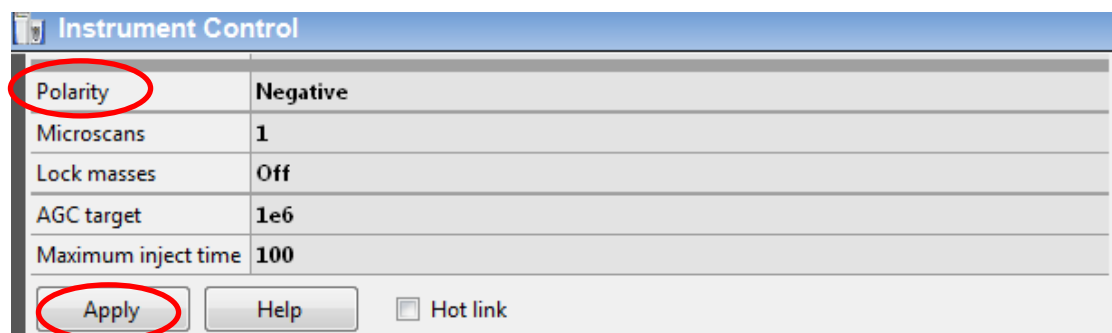 Instrument Control
Polarity Negative
Microscans 1
Lock masses Off
AGC target 1e6
Maximum inject time 100
Apply Help Hot link